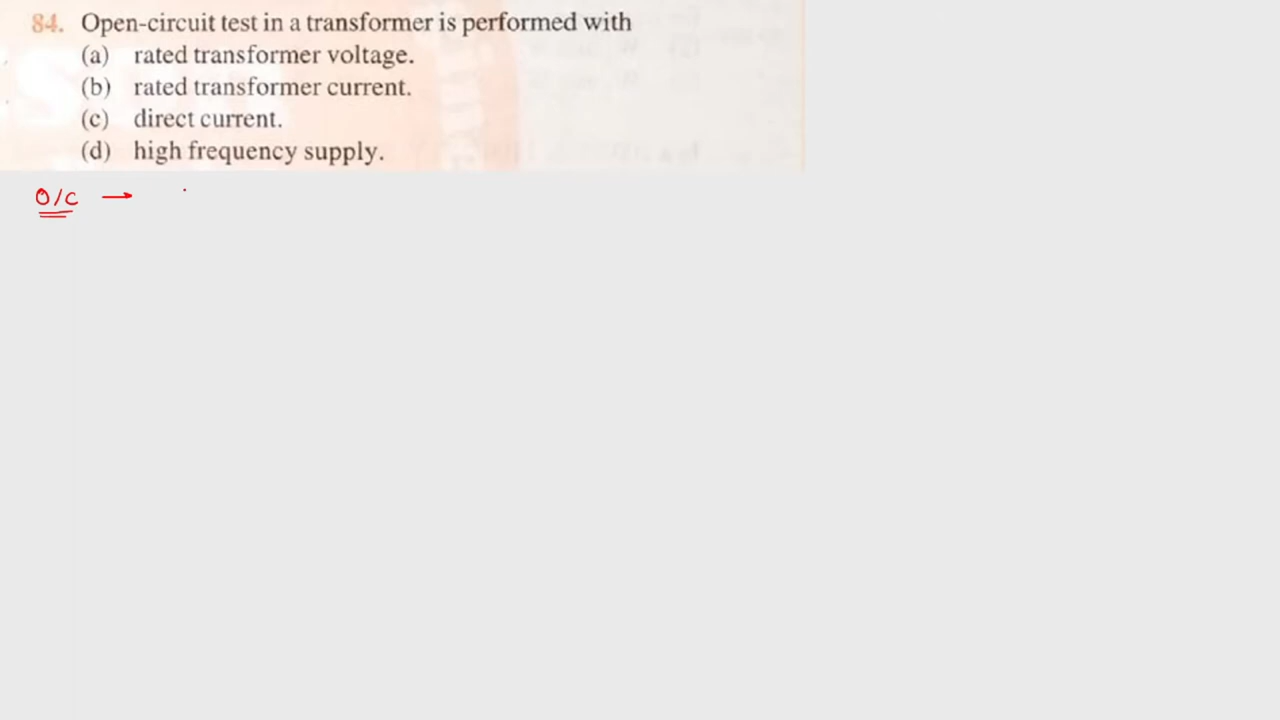 84. Open-circuit test in a transformer is performed with
(a) rated transformer voltage.
(b) rated transformer current.
(c) direct current.
(d) high frequency supply.
O/C →